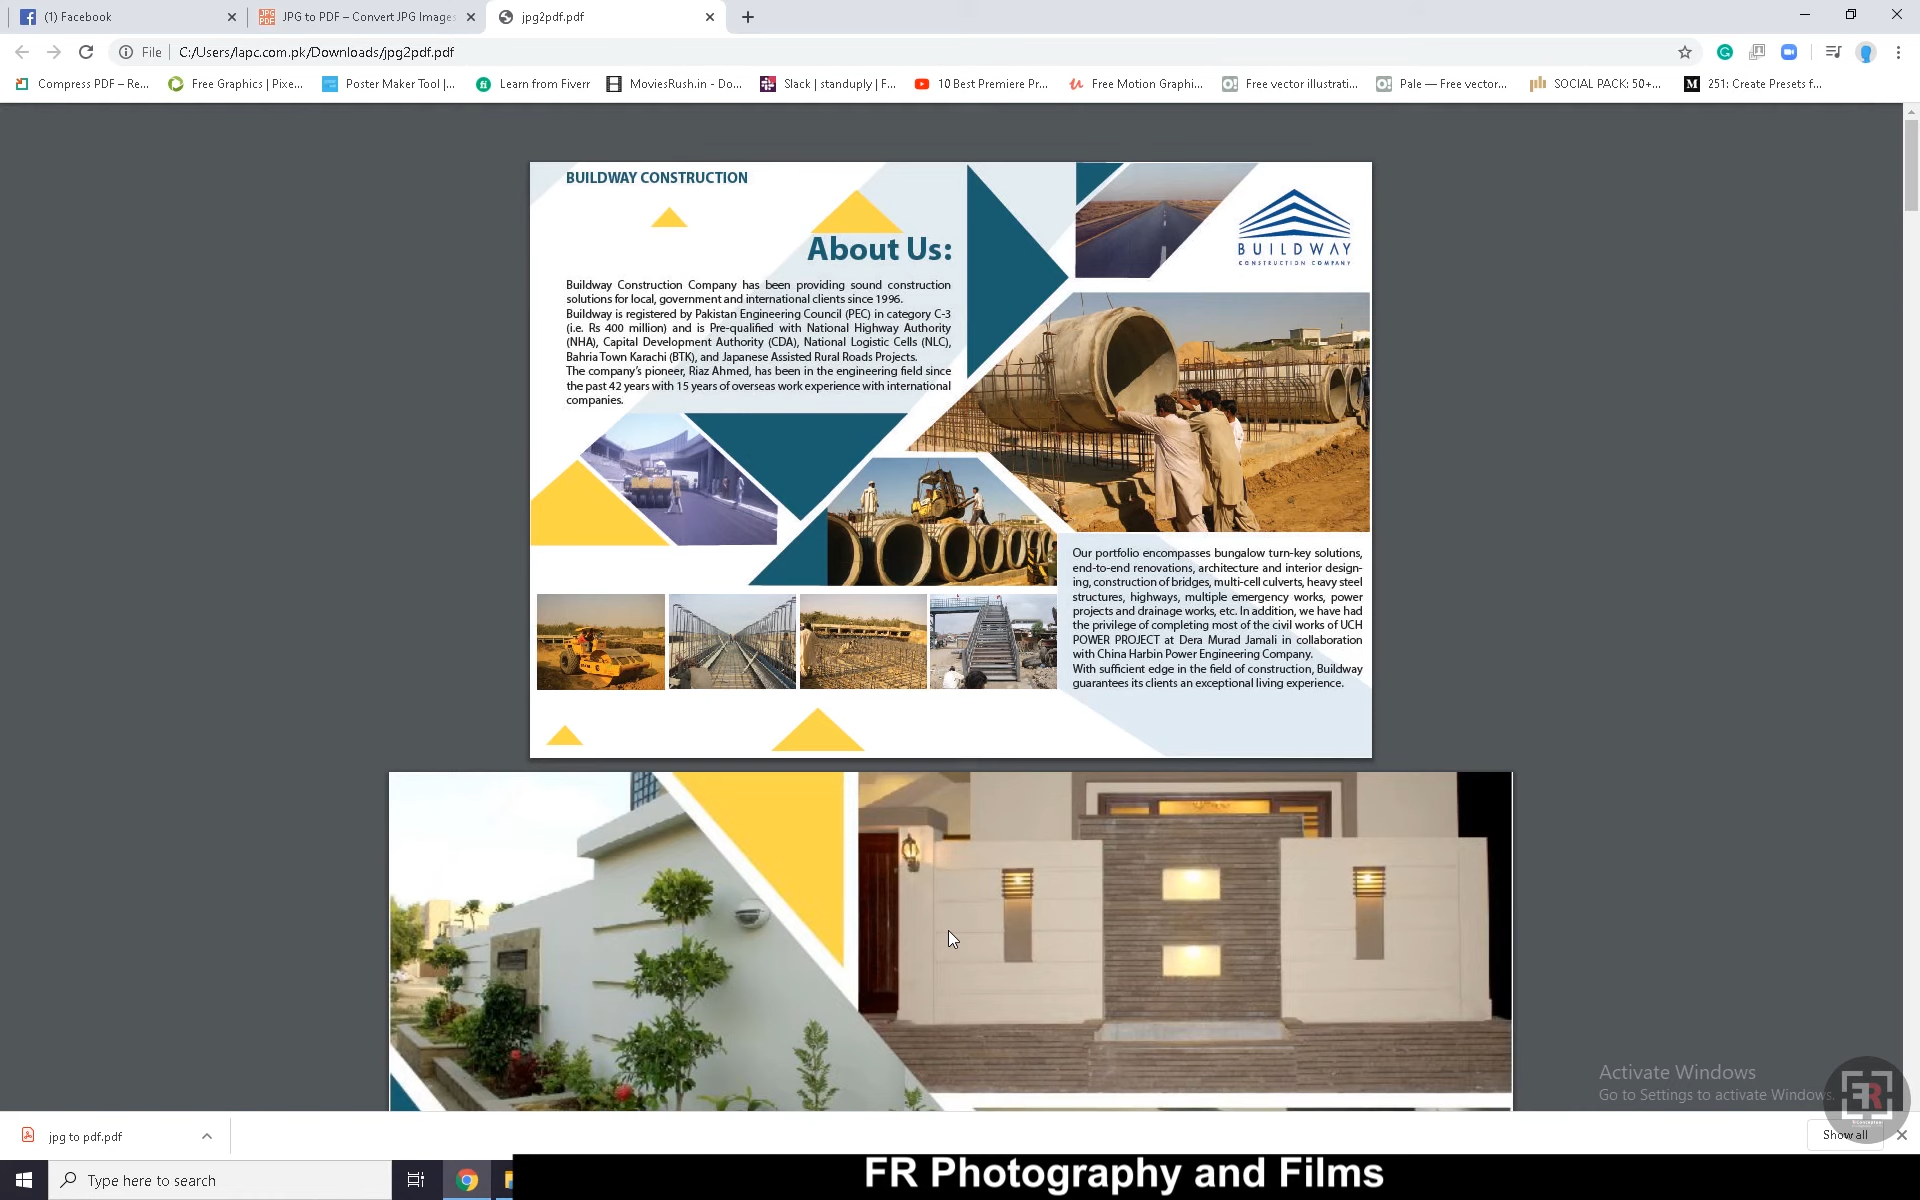 (1) Facebook
JPG to PDF – Convert JPG Images
jpg2pdf.pdf
File
C:/Users/lapc.com.pk/Downloads/jpg2pdf.pdf
Compress PDF – Re...
Free Graphics | Pixe...
Poster Maker Tool |...
Learn from Fiverr
MoviesRush.in - Do...
Slack | standuply | F...
10 Best Premiere Pr...
Free Motion Graphi...
Free vector illustrati...
Pale — Free vector...
SOCIAL PACK: 50+...
251: Create Presets f...
BUILDWAY CONSTRUCTION
BUILDWAY
CONSTRUCTION COMPANY
About Us:
Buildway Construction Company has been providing sound construction
solutions for local, government and international clients since 1996.
Buildway is registered by Pakistan Engineering Council (PEC) in category C-3
(i.e. Rs 400 million) and is Pre-qualified with National Highway Authority
(NHA), Capital Development Authority (CDA), National Logistic Cells (NLC),
Bahria Town Karachi (BTK), and Japanese Assisted Rural Roads Projects.
The company's pioneer, Riaz Ahmed, has been in the engineering field since
the past 42 years with 15 years of overseas work experience with international
companies.
Our portfolio encompasses bungalow turn-key solutions,
end-to-end renovations, architecture and interior design-
ing, construction of bridges, multi-cell culverts, heavy steel
structures, highways, multiple emergency works, power
projects and drainage works, etc. In addition, we have had
the privilege of completing most of the civil works of UCH
POWER PROJECT at Dera Murad Jamali in collaboration
with China Harbin Power Engineering Company.
With sufficient edge in the field of construction, Buildway
guarantees its clients an exceptional living experience.
Activate Windows
Go to Settings to activate Windows.
FR
jpg to pdf.pdf
Show all
Type here to search
FR Photography and Films